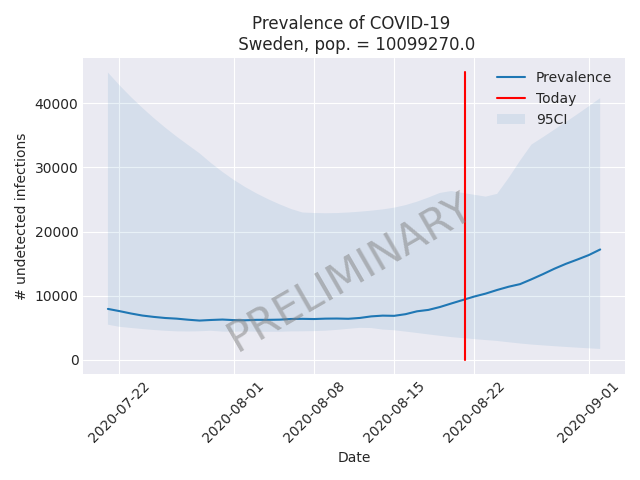 Prevalence of COVID-19
Sweden, pop. = 10099270.0
Prevalence
Today
95CI
# undetected infections
40000
30000
20000
10000
0
PRELIMINARY
2020-07-22
2020-08-01
2020-08-08
2020-08-15
2020-08-22
2020-09-01
Date